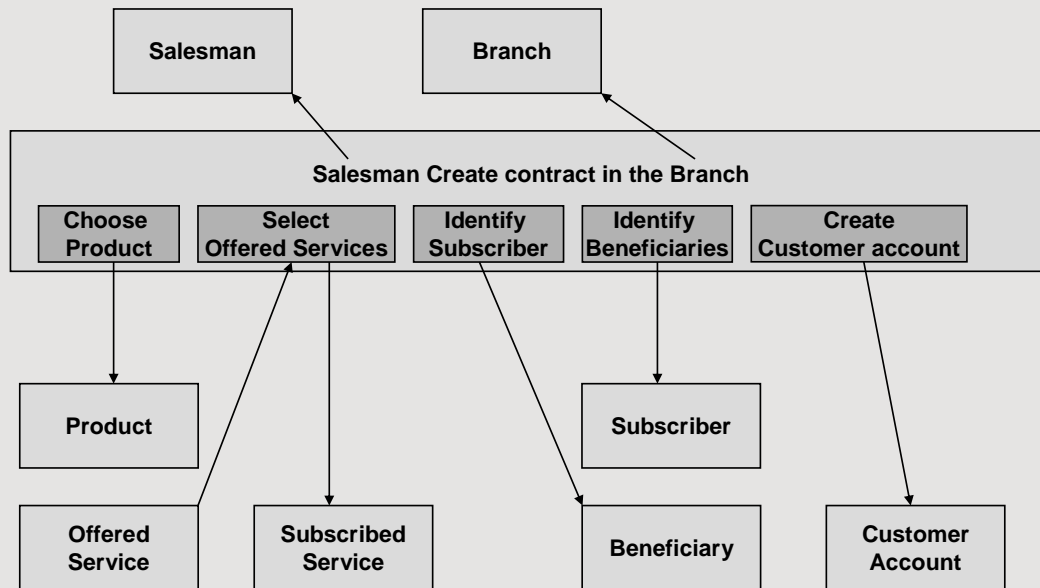 Salesman
Branch
Salesman Create contract in the Branch
Choose
Product
Select
Offered Services
Identify
Subscriber
Identify
Beneficiaries
Create
Customer account
Product
Subscriber
Offered
Service
Subscribed
Service
Beneficiary
Customer
Account